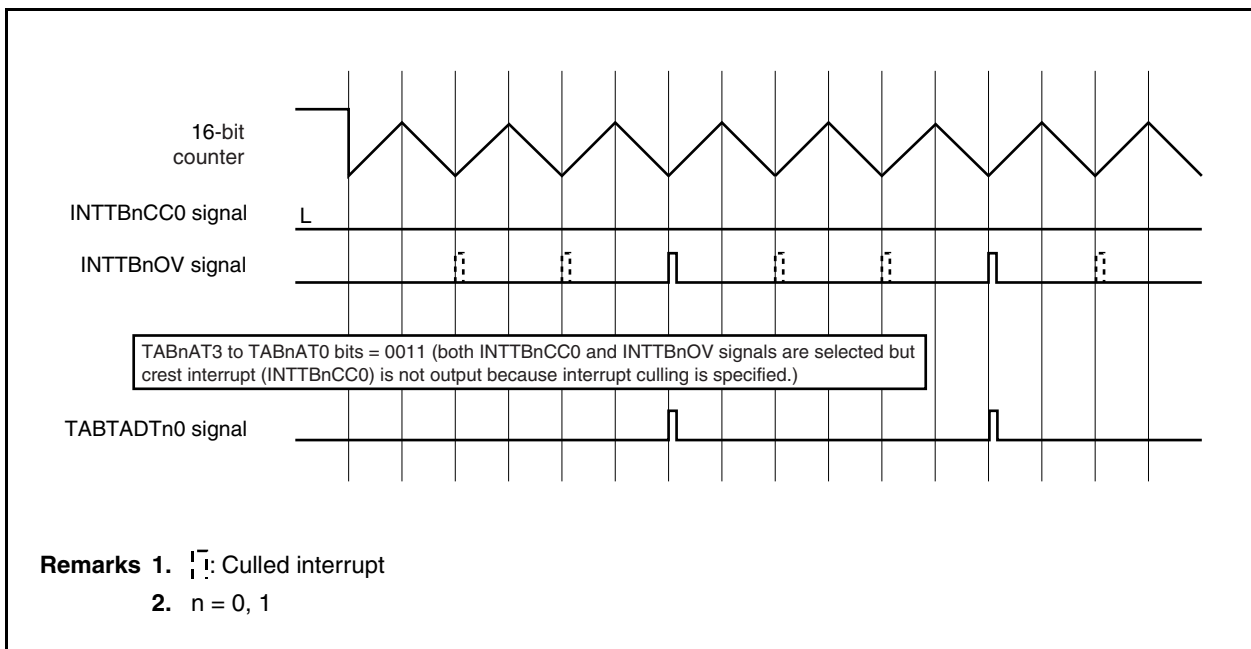 16-bit
counter
INTTBnCC0 signal
L
INTTBnOV signal
TABnAT3 to TABnAT0 bits = 0011 (both INTTBnCC0 and INTTBnOV signals are selected but
crest interrupt (INTTBnCC0) is not output because interrupt culling is specified.)
TABTADTn0 signal
Remarks 1. : Culled interrupt
2. n = 0, 1